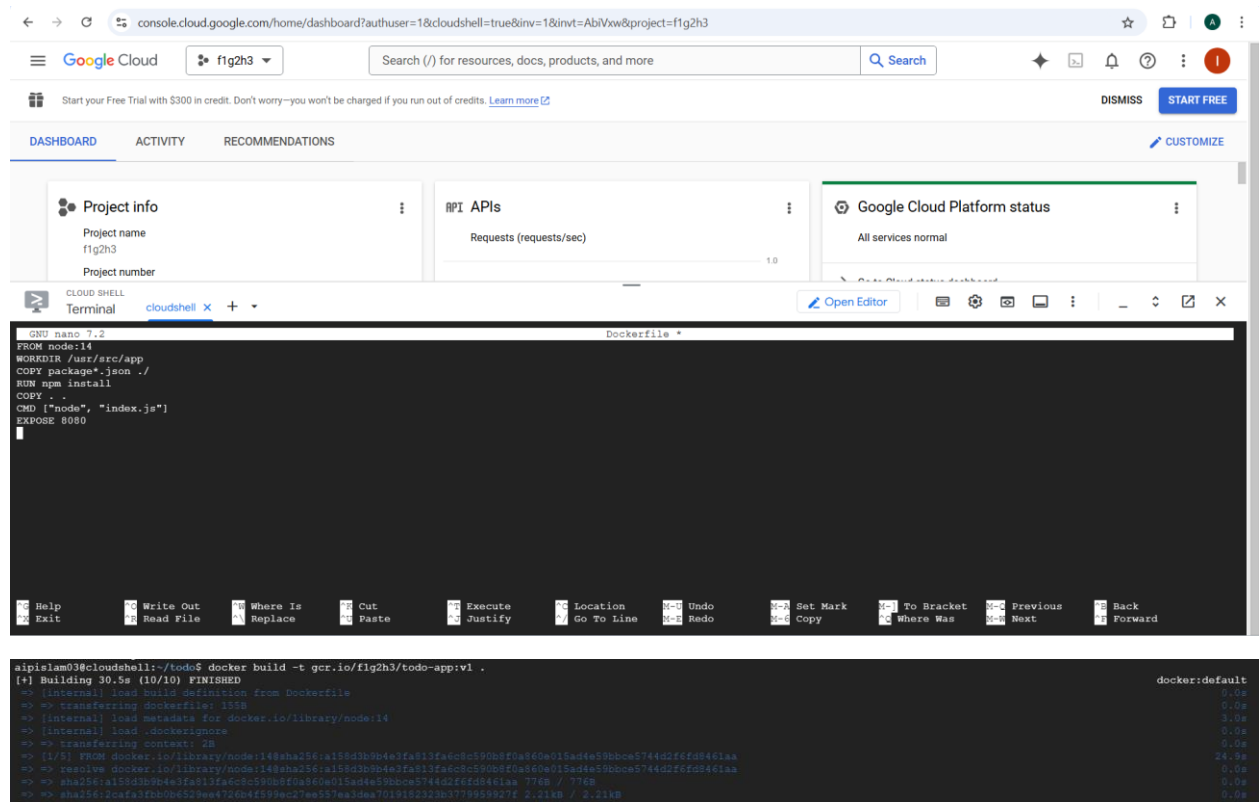 console.cloud.google.com/home/dashboard?authuser=1&cloudshell=true&inv=1&invt=AbiVxw&project=f1g2h3
A
Google Cloud
f1g2h3
Search (/) for resources, docs, products, and more
Search
I
Start your Free Trial with $300 in credit. Don't worry—you won't be charged if you run out of credits. Learn more
DISMISS
START FREE
DASHBOARD
ACTIVITY
RECOMMENDATIONS
CUSTOMIZE
Project info
Project name
f1g2h3
Project number
API APIs
Requests (requests/sec)
1.0
Google Cloud Platform status
All services normal
CLOUD SHELL
Terminal
cloudshell
Open Editor
GNU nano 7.2 Dockerfile *
FROM node:14
WORKDIR /usr/src/app
COPY package*.json ./
RUN npm install
COPY . .
CMD ["node", "index.js"]
EXPOSE 8080
^G Help ^O Write Out ^W Where Is ^K Cut ^T Execute ^C Location M-U Undo M-A Set Mark M-] To Bracket M-Q Previous ^B Back
^X Exit ^R Read File ^\ Replace ^U Paste ^J Justify ^/ Go To Line M-E Redo M-6 Copy ^Q Where Was M-W Next ^F Forward
aipislam03@cloudshell:~/todo$ docker build -t gcr.io/f1g2h3/todo-app:v1 .
[+] Building 30.5s (10/10) FINISHED docker:default
=> [internal] load build definition from Dockerfile 0.0s
=> => transferring dockerfile: 155B 0.0s
=> [internal] load metadata for docker.io/library/node:14 3.0s
=> [internal] load .dockerignore 0.0s
=> => transferring context: 2B 0.0s
=> [1/5] FROM docker.io/library/node:14@sha256:a158d3b9b4e3fa813fa6c8c590b8f0a860e015ad4e59bbce5744d2f6fd8461aa 24.9s
=> => resolve docker.io/library/node:14@sha256:a158d3b9b4e3fa813fa6c8c590b8f0a860e015ad4e59bbce5744d2f6fd8461aa 0.0s
=> => sha256:a158d3b9b4e3fa813fa6c8c590b8f0a860e015ad4e59bbce5744d2f6fd8461aa 776B / 776B 0.0s
=> => sha256:2cafa3fbb0b6529ee4726b4f599ec27ee557ea3dea7019182323b3779959927f 2.21kB / 2.21kB 0.0s